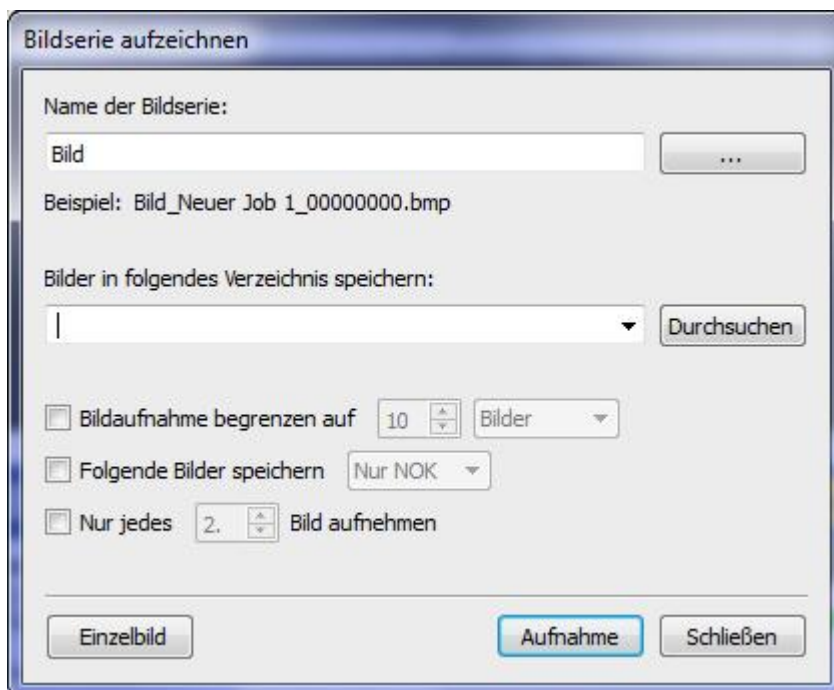 Bildserie aufzeichnen
Name der Bildserie:
Bild ...
Beispiel: Bild_Neuer Job 1_00000000.bmp
Bilder in folgendes Verzeichnis speichern:
Durchsuchen
Bildaufnahme begrenzen auf 10 Bilder
Folgende Bilder speichern Nur NOK
Nur jedes 2. Bild aufnehmen
Einzelbild Aufnahme Schließen